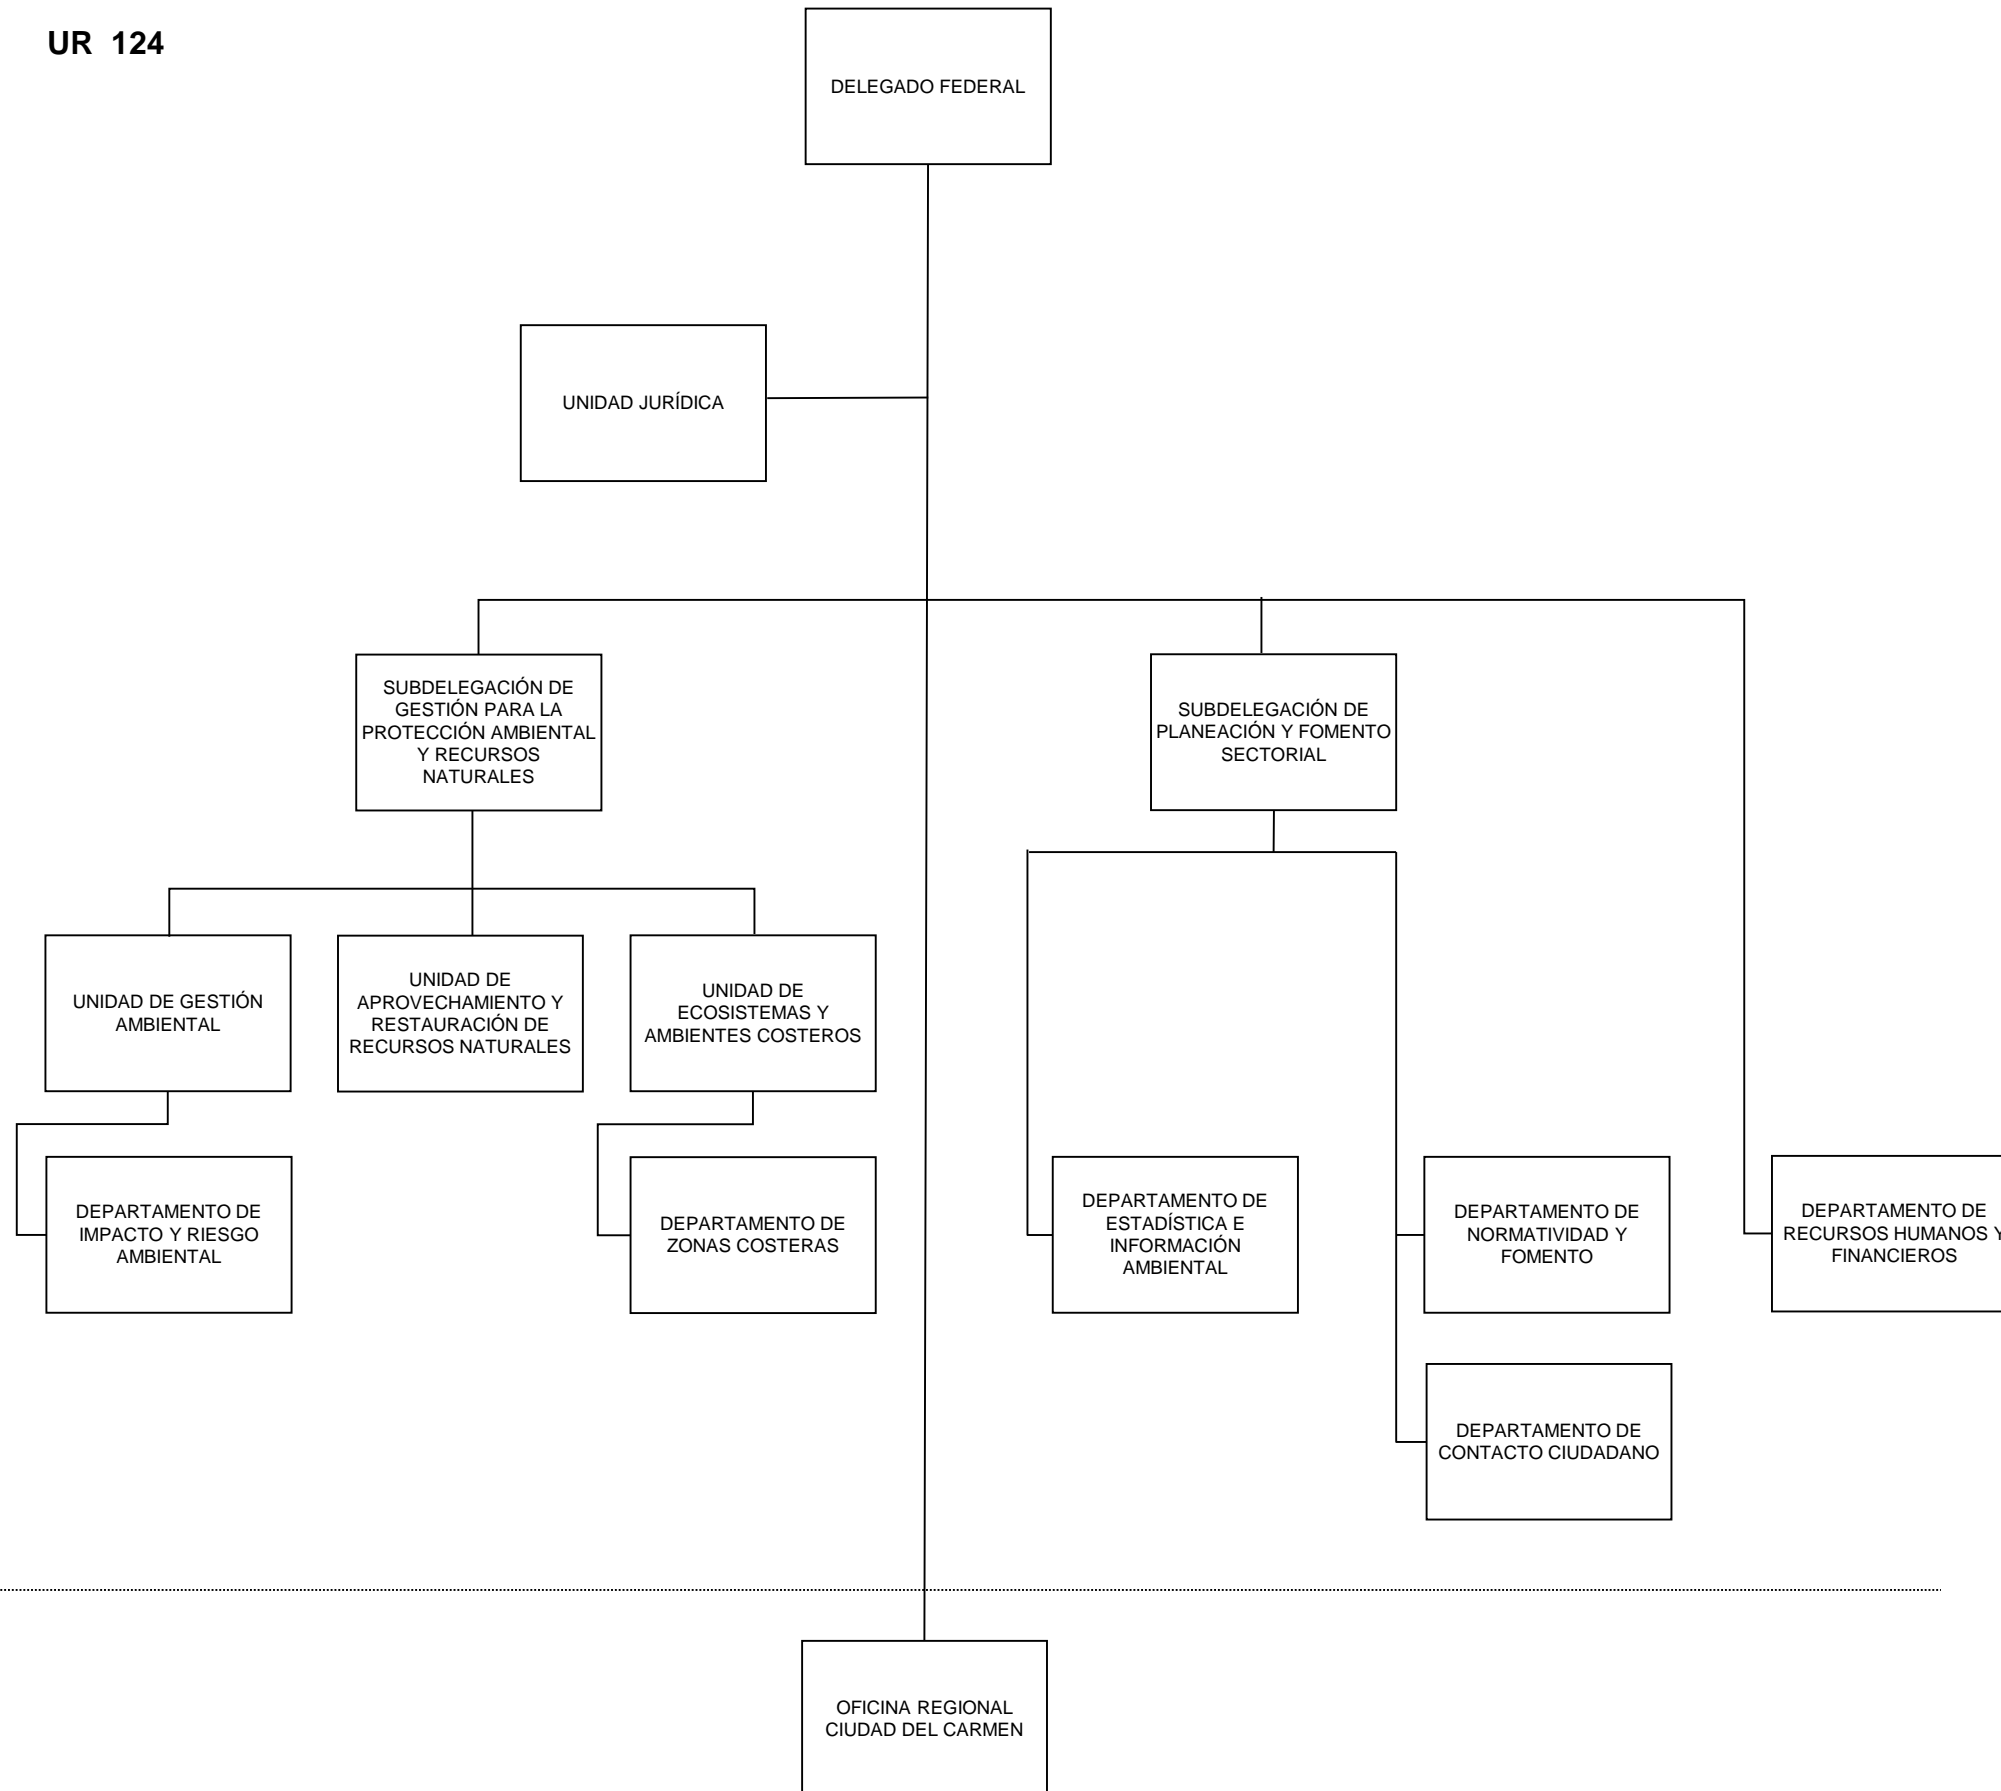 UR 124
DELEGADO FEDERAL
UNIDAD JURÍDICA
SUBDELEGACIÓN DE
GESTIÓN PARA LA
PROTECCIÓN AMBIENTAL
Y RECURSOS
NATURALES
SUBDELEGACIÓN DE
PLANEACIÓN Y FOMENTO
SECTORIAL
UNIDAD DE GESTIÓN
AMBIENTAL
UNIDAD DE
APROVECHAMIENTO Y
RESTAURACIÓN DE
RECURSOS NATURALES
UNIDAD DE
ECOSISTEMAS Y
AMBIENTES COSTEROS
DEPARTAMENTO DE
IMPACTO Y RIESGO
AMBIENTAL
DEPARTAMENTO DE
ZONAS COSTERAS
DEPARTAMENTO DE
ESTADÍSTICA E
INFORMACIÓN
AMBIENTAL
DEPARTAMENTO DE
NORMATIVIDAD Y
FOMENTO
DEPARTAMENTO DE
RECURSOS HUMANOS Y
FINANCIEROS
DEPARTAMENTO DE
CONTACTO CIUDADANO
OFICINA REGIONAL
CIUDAD DEL CARMEN